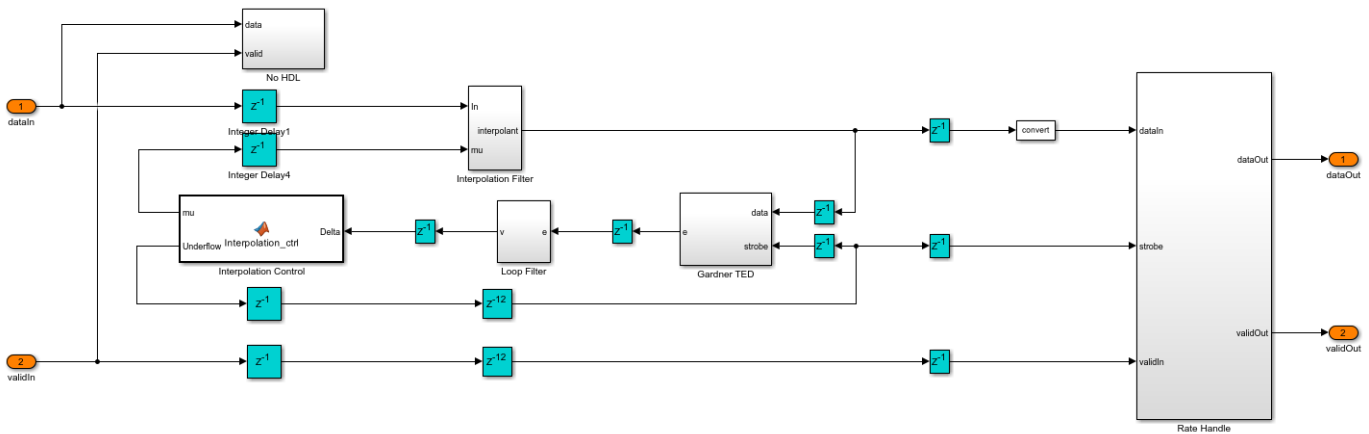 data
valid
No HDL
1
dataIn
z-1
Integer Delay1
z-1
Integer Delay4
In
interpolant
mu
Interpolation Filter
z-1
convert
dataIn
dataOut
1
dataOut
mu
Underflow
Interpolation_ctrl
Delta
Interpolation Control
z-1
v
e
Loop Filter
z-1
e
data
strobe
Gardner TED
z-1
z-1
z-1
strobe
z-1
z-12
validOut
2
validOut
2
validIn
z-1
z-12
z-1
validIn
Rate Handle